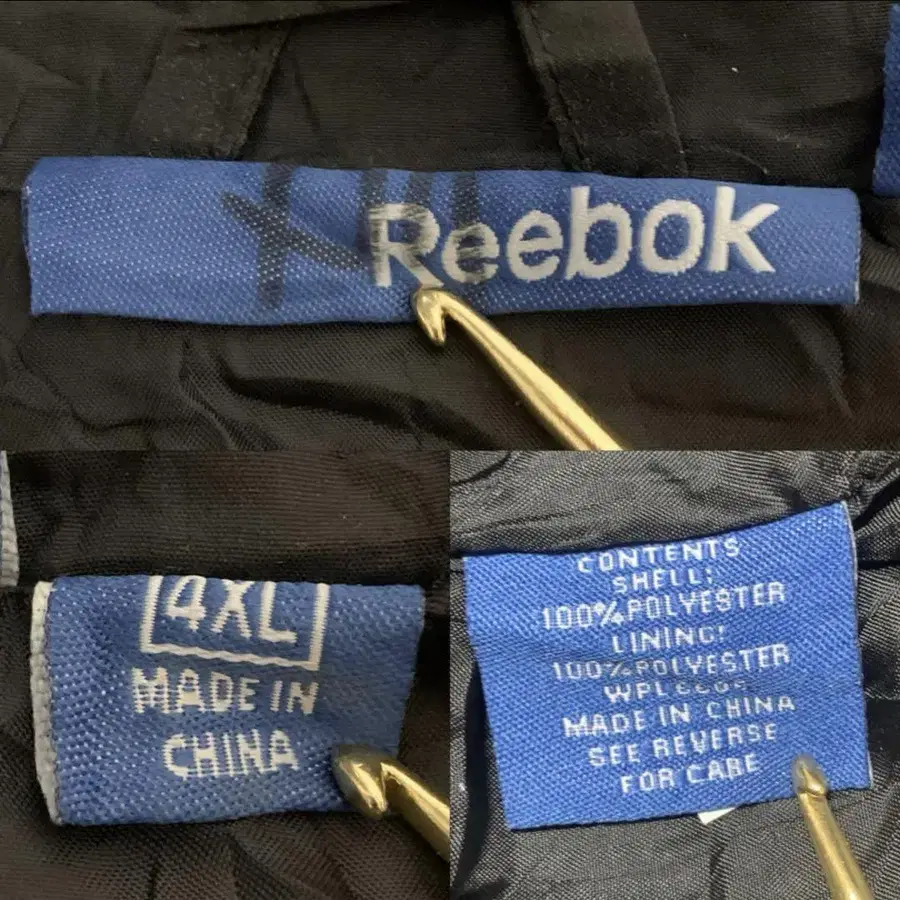 Reebok
4XL
MADE IN
CHINA
CONTENTS
SHELL:
100%POLYESTER
LINING:
100%POLYESTER
MADE IN CHINA
SEE REVERSE
FOR CARE